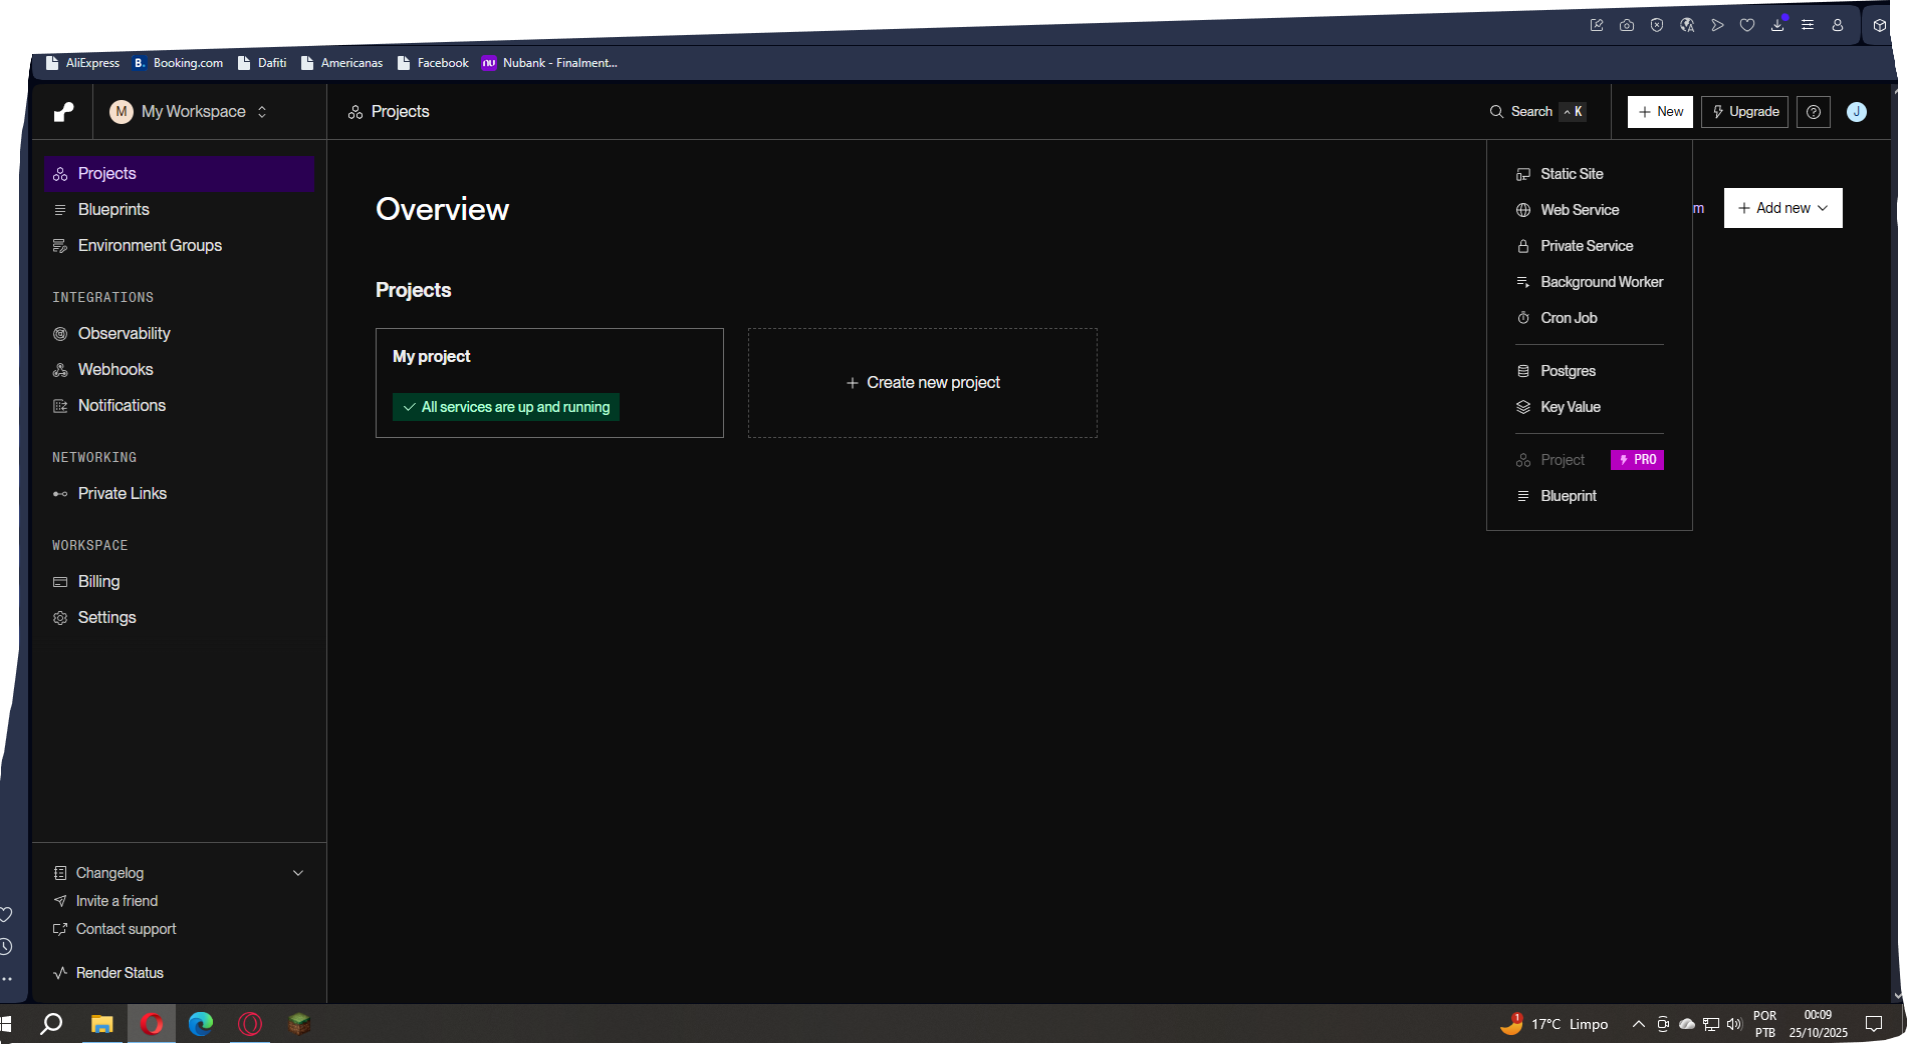 AliExpress B. Booking.com Dafiti Americanas Facebook nu Nubank - Finalment...
M My Workspace
Projects
Search ^ K
+ New
Upgrade
J
Projects
Blueprints
Environment Groups
INTEGRATIONS
Observability
Webhooks
Notifications
NETWORKING
Private Links
WORKSPACE
Billing
Settings
Changelog
Invite a friend
Contact support
Render Status
Overview
m
+ Add new
Projects
My project
All services are up and running
+ Create new project
Static Site
Web Service
Private Service
Background Worker
Cron Job
Postgres
Key Value
Project PRO
Blueprint
1
17°C Limpo
POR
PTB
00:09
25/10/2025